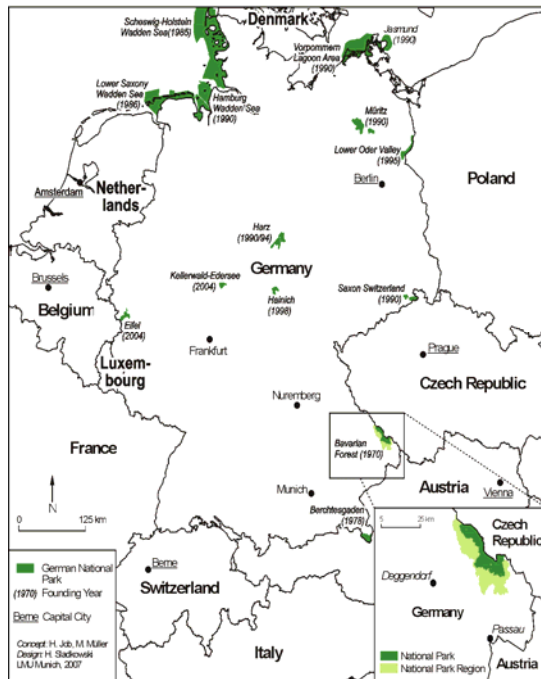 Scheswig-Holstein
Wadden Sea(1985)
Denmark
Jasmund
(1990)
Vorpommern
Lagoon Area
(1990)
Lower Saxony
Wadden Sea
(1986)
Hamburg
Wadden Sea
(1990)
Müritz
(1990)
Lower Oder Valley
(1995)
Berlin
Poland
Amsterdam
Nether-
lands
Harz
(1990/94)
Germany
Kellerwald-Edersee
(2004)
Hainich
(1998)
Saxon Switzerland
(1990)
Brussels
Belgium
Eifel
(2004)
Frankfurt
Luxem-
bourg
Prague
Czech Republic
Nuremberg
France
Bavarian
Forest (1970)
Austria
Vienna
Munich
Berchtesgaden
(1978)
N
0 125 km
German National
Park
(1970) Founding Year
Berne Capital City
Concept: H. Job, M. Müller
Design: H. Sladkowski
LMU Munich, 2007
Berne
Switzerland
Italy
5 25 km
Czech
Republic
Deggendorf
Germany
Passau
National Park
National Park Region
Austria